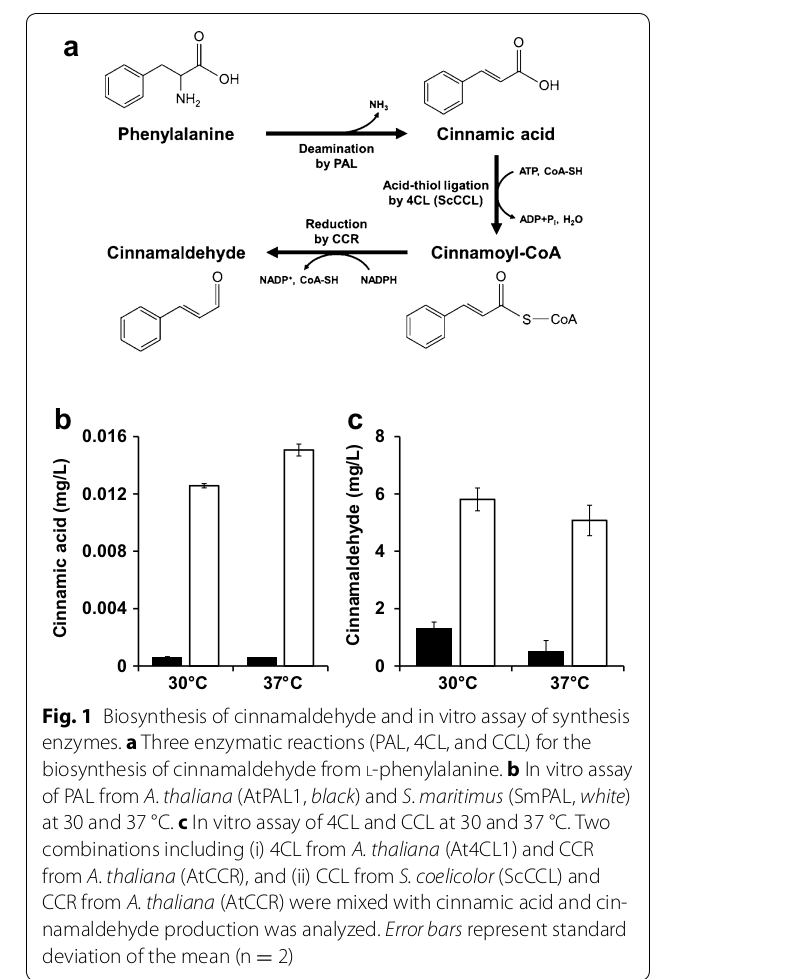 a
O
OH
NH₂
Phenylalanine
NH₃
Deamination
by PAL
O
OH
Cinnamic acid
Acid-thiol ligation
by 4CL (ScCCL)
ATP, CoA-SH
ADP+Pᵢ, H₂O
Reduction
by CCR
Cinnamaldehyde
Cinnamoyl-CoA
NADP⁺, CoA-SH
NADPH
O
O
S—CoA
b
Cinnamic acid (mg/L)
0.016
0.012
0.008
0.004
0
30°C
37°C
c
Cinnamaldehyde (mg/L)
8
6
4
2
0
30°C
37°C
Fig. 1 Biosynthesis of cinnamaldehyde and in vitro assay of synthesis
enzymes. a Three enzymatic reactions (PAL, 4CL, and CCL) for the
biosynthesis of cinnamaldehyde from L-phenylalanine. b In vitro assay
of PAL from A. thaliana (AtPAL1, black) and S. maritimus (SmPAL, white)
at 30 and 37 °C. c In vitro assay of 4CL and CCL at 30 and 37 °C. Two
combinations including (i) 4CL from A. thaliana (At4CL1) and CCR
from A. thaliana (AtCCR), and (ii) CCL from S. coelicolor (ScCCL) and
CCR from A. thaliana (AtCCR) were mixed with cinnamic acid and cin-
namaldehyde production was analyzed. Error bars represent standard
deviation of the mean (n = 2)